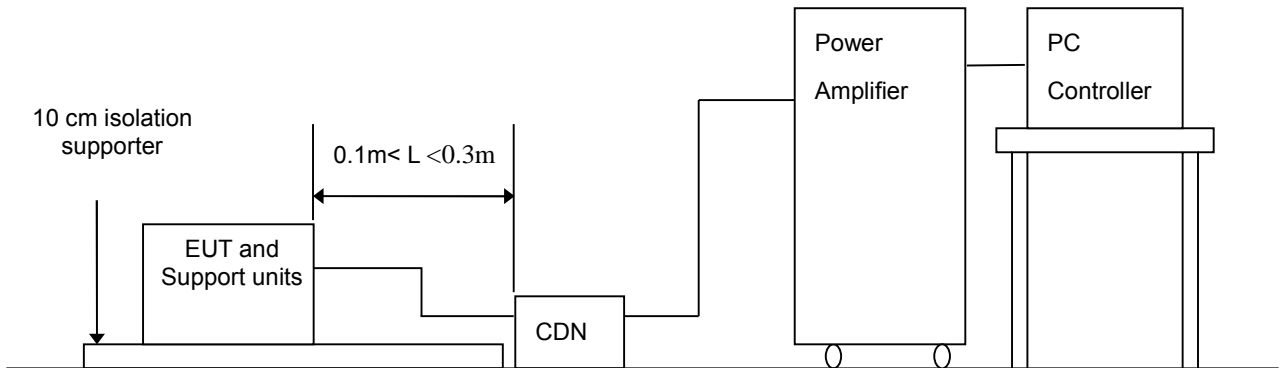 10 cm isolation
supporter
0.1m< L <0.3m
EUT and
Support units
CDN
Power
Amplifier
PC
Controller